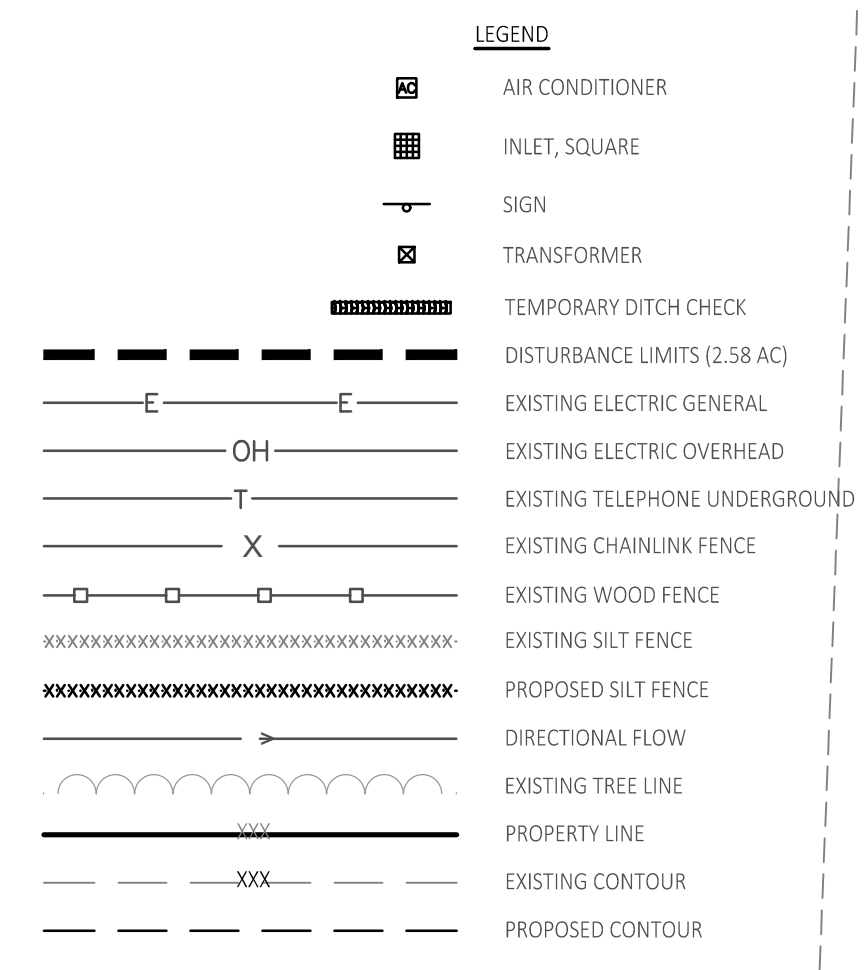 LEGEND
AC AIR CONDITIONER
INLET, SQUARE
SIGN
TRANSFORMER
TEMPORARY DITCH CHECK
DISTURBANCE LIMITS (2.58 AC)
E E EXISTING ELECTRIC GENERAL
OH EXISTING ELECTRIC OVERHEAD
T EXISTING TELEPHONE UNDERGROUND
X EXISTING CHAINLINK FENCE
EXISTING WOOD FENCE
EXISTING SILT FENCE
PROPOSED SILT FENCE
DIRECTIONAL FLOW
EXISTING TREE LINE
XXX PROPERTY LINE
XXX EXISTING CONTOUR
PROPOSED CONTOUR